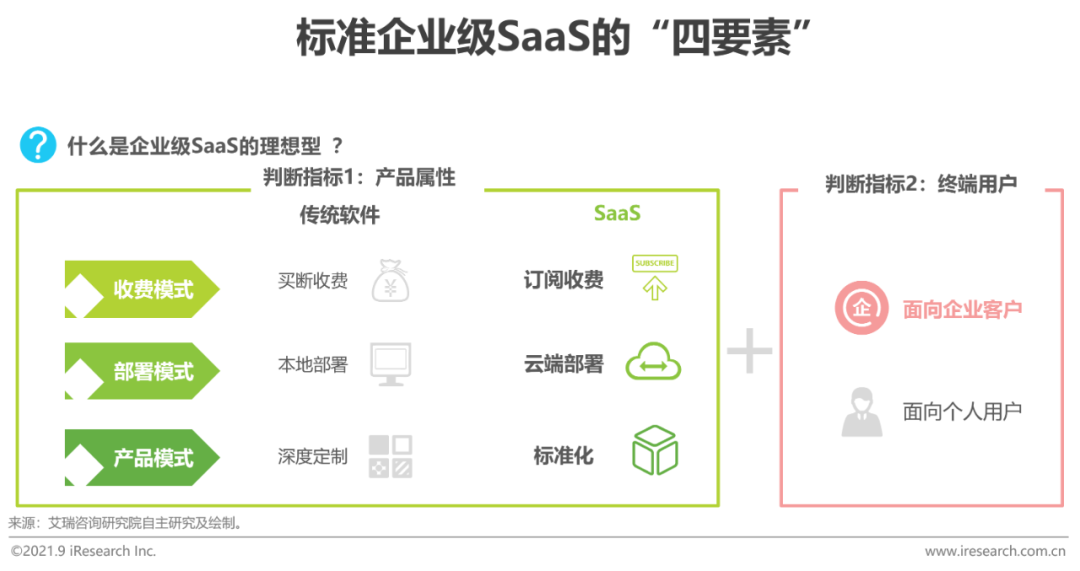 标准企业级SaaS的“四要素”
什么是企业级SaaS的理想型 ？
判断指标1：产品属性
传统软件
SaaS
收费模式
买断收费
订阅收费
SUBSCRIBE
部署模式
本地部署
云端部署
产品模式
深度定制
标准化
判断指标2：终端用户
企
面向企业客户
面向个人用户
来源：艾瑞咨询研究院自主研究及绘制。
©2021.9 iResearch Inc.
www.iresearch.com.cn